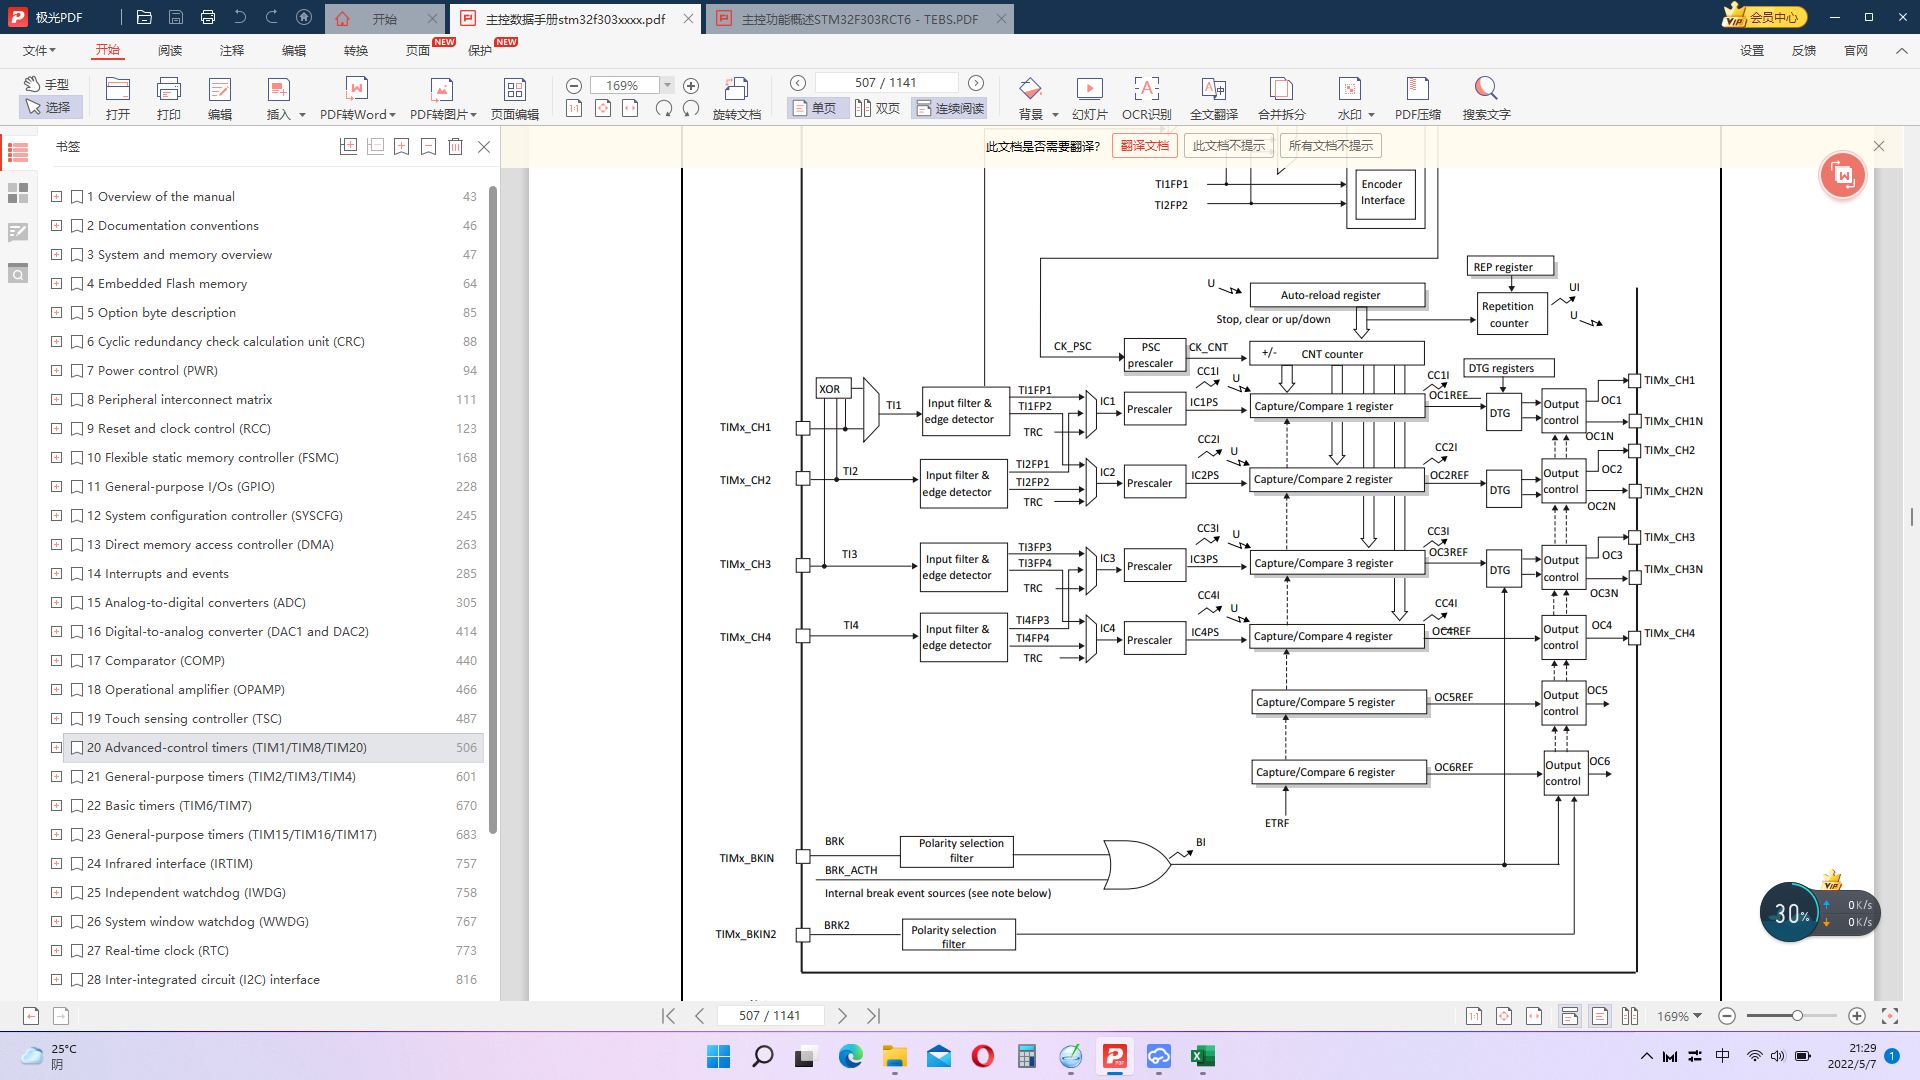 极光PDF
开始
主控数据手册stm32f303xxxx.pdf
主控功能概述STM32F303RCT6 - TEBS.PDF
VIP 会员中心
文件
开始
阅读
注释
编辑
转换
页面
NEW
保护
NEW
设置
反馈
官网
手型
选择
打开
打印
编辑
插入
PDF转Word
PDF转图片
页面编辑
169%
旋转文档
507 / 1141
单页
双页
连续阅读
背景
幻灯片
OCR识别
全文翻译
合并拆分
水印
PDF压缩
搜索文字
书签
此文档是否需要翻译?
翻译文档
此文档不提示
所有文档不提示
1 Overview of the manual 43
2 Documentation conventions 46
3 System and memory overview 47
4 Embedded Flash memory 64
5 Option byte description 85
6 Cyclic redundancy check calculation unit (CRC) 88
7 Power control (PWR) 94
8 Peripheral interconnect matrix 111
9 Reset and clock control (RCC) 123
10 Flexible static memory controller (FSMC) 168
11 General-purpose I/Os (GPIO) 228
12 System configuration controller (SYSCFG) 245
13 Direct memory access controller (DMA) 263
14 Interrupts and events 285
15 Analog-to-digital converters (ADC) 305
16 Digital-to-analog converter (DAC1 and DAC2) 414
17 Comparator (COMP) 440
18 Operational amplifier (OPAMP) 466
19 Touch sensing controller (TSC) 487
20 Advanced-control timers (TIM1/TIM8/TIM20) 506
21 General-purpose timers (TIM2/TIM3/TIM4) 601
22 Basic timers (TIM6/TIM7) 670
23 General-purpose timers (TIM15/TIM16/TIM17) 683
24 Infrared interface (IRTIM) 757
25 Independent watchdog (IWDG) 758
26 System window watchdog (WWDG) 767
27 Real-time clock (RTC) 773
28 Inter-integrated circuit (I2C) interface 816
TI1FP1
TI2FP2
Encoder
Interface
REP register
U
Auto-reload register
Repetition
counter
UI
U
Stop, clear or up/down
CK_PSC
PSC
prescaler
CK_CNT
+/-
CNT counter
DTG registers
XOR
TI1
Input filter &
edge detector
TI1FP1
TI1FP2
TRC
IC1
Prescaler
IC1PS
CC1I
U
Capture/Compare 1 register
CC1I
OC1REF
DTG
Output
control
OC1
OC1N
TIMx_CH1
TIMx_CH1N
TIMx_CH1
TIMx_CH2
TI2
Input filter &
edge detector
TI2FP1
TI2FP2
TRC
IC2
Prescaler
IC2PS
CC2I
U
Capture/Compare 2 register
CC2I
OC2REF
DTG
Output
control
OC2
OC2N
TIMx_CH2
TIMx_CH2N
TIMx_CH3
TI3
Input filter &
edge detector
TI3FP3
TI3FP4
TRC
IC3
Prescaler
IC3PS
CC3I
U
Capture/Compare 3 register
CC3I
OC3REF
DTG
Output
control
OC3
OC3N
TIMx_CH3
TIMx_CH3N
TIMx_CH4
TI4
Input filter &
edge detector
TI4FP3
TI4FP4
TRC
IC4
Prescaler
IC4PS
CC4I
U
Capture/Compare 4 register
CC4I
OC4REF
Output
control
OC4
TIMx_CH4
Capture/Compare 5 register
OC5REF
Output
control
OC5
Capture/Compare 6 register
OC6REF
Output
control
OC6
ETRF
TIMx_BKIN
BRK
Polarity selection
filter
BI
BRK_ACTH
Internal break event sources (see note below)
TIMx_BKIN2
BRK2
Polarity selection
filter
VIP
30%
0K/s
0K/s
507 / 1141
169%
25°C
阴
中
21:29
2022/5/7
1